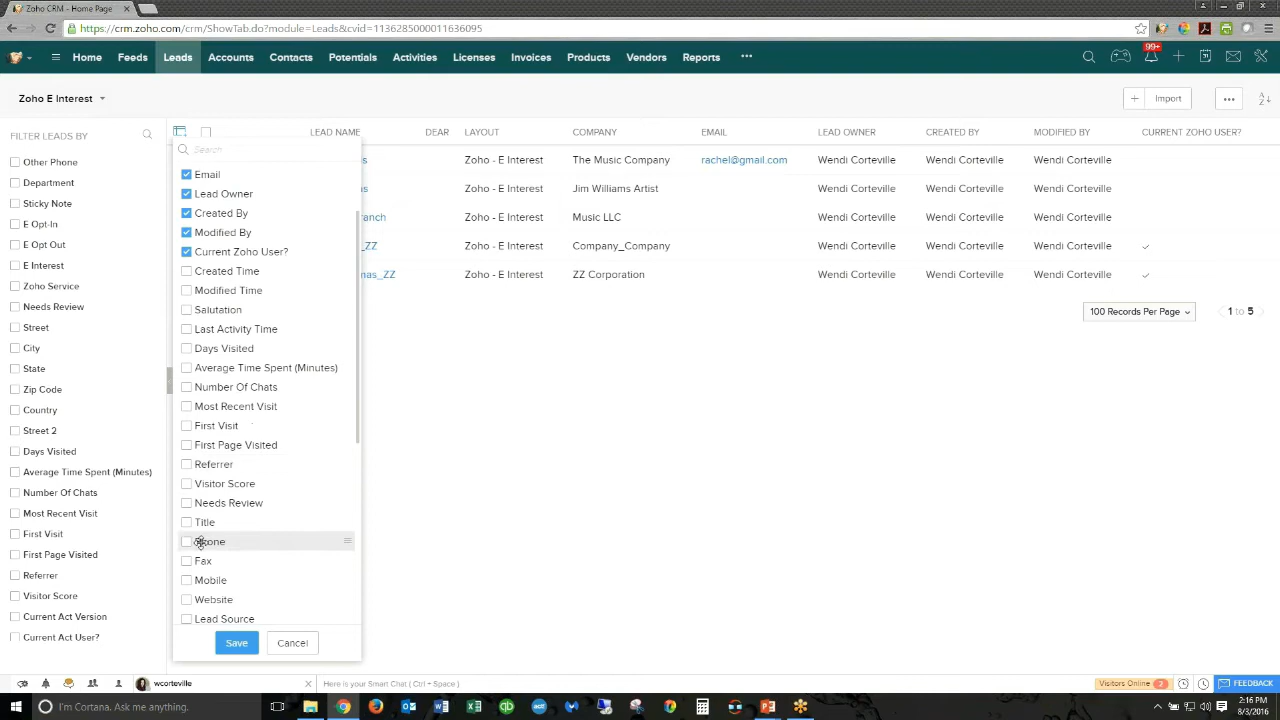 Zoho CRM - Home Page
https://crm.zoho.com/crm/ShowTab.do?module=Leads&cvid=1136285000011636095
Home Feeds Leads Accounts Contacts Potentials Activities Licenses Invoices Products Vendors Reports ••• 99+
Zoho E Interest
Import
FILTER LEADS BY
LEAD NAME DEAR LAYOUT COMPANY EMAIL LEAD OWNER CREATED BY MODIFIED BY CURRENT ZOHO USER?
s Zoho - E Interest The Music Company rachel@gmail.com Wendi Corteville Wendi Corteville Wendi Corteville
s Zoho - E Interest Jim Williams Artist Wendi Corteville Wendi Corteville Wendi Corteville
ranch Zoho - E Interest Music LLC Wendi Corteville Wendi Corteville Wendi Corteville
_ZZ Zoho - E Interest Company_Company Wendi Corteville Wendi Corteville Wendi Corteville
mas_ZZ Zoho - E Interest ZZ Corporation Wendi Corteville Wendi Corteville Wendi Corteville
100 Records Per Page 1 to 5
Other Phone
Department
Sticky Note
E Opt-In
E Opt Out
E Interest
Zoho Service
Needs Review
Street
City
State
Zip Code
Country
Street 2
Days Visited
Average Time Spent (Minutes)
Number Of Chats
Most Recent Visit
First Visit
First Page Visited
Referrer
Visitor Score
Current Act Version
Current Act User?
Search
Email
Lead Owner
Created By
Modified By
Current Zoho User?
Created Time
Modified Time
Salutation
Last Activity Time
Days Visited
Average Time Spent (Minutes)
Number Of Chats
Most Recent Visit
First Visit
First Page Visited
Referrer
Visitor Score
Needs Review
Title
Phone
Fax
Mobile
Website
Lead Source
Save Cancel
wcorteville
Here is your Smart Chat ( Ctrl + Space )
Visitors Online 2
FEEDBACK
I'm Cortana. Ask me anything.
2:16 PM
8/3/2016